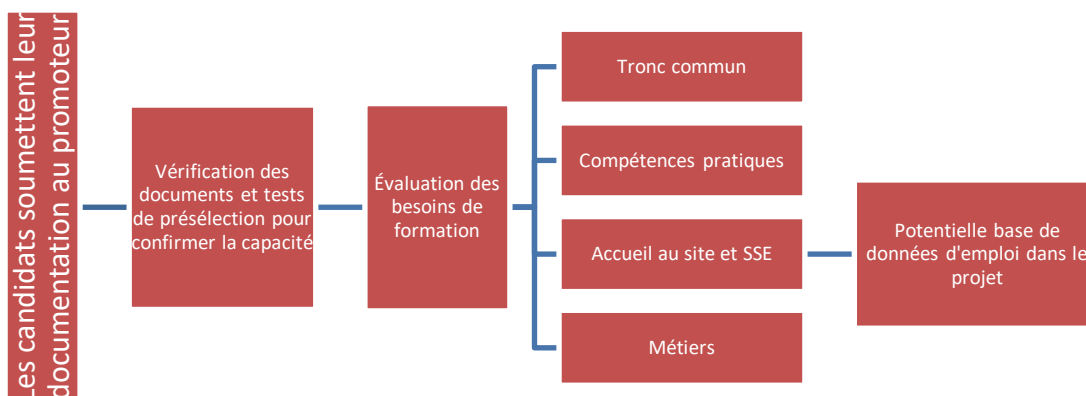 Les candidats soumettent leur
documentation au promoteur
Vérification des
documents et tests
de présélection pour
confirmer la capacité
Évaluation des
besoins de
formation
Tronc commun
Compétences pratiques
Accueil au site et SSE
Métiers
Potentielle base de
données d'emploi dans le
projet